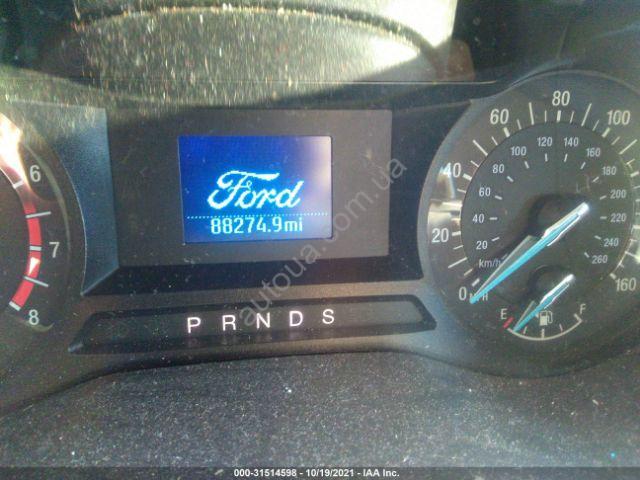 Ford
88274.9mi
P R N D S
6
7
8
0 20 40 60 80 100 160
20 40 60 80 100 120 140 160 180 200 220 240 260
km/h
E F
autoua.com.ua
000-31514598 - 10/19/2021 - IAA Inc.